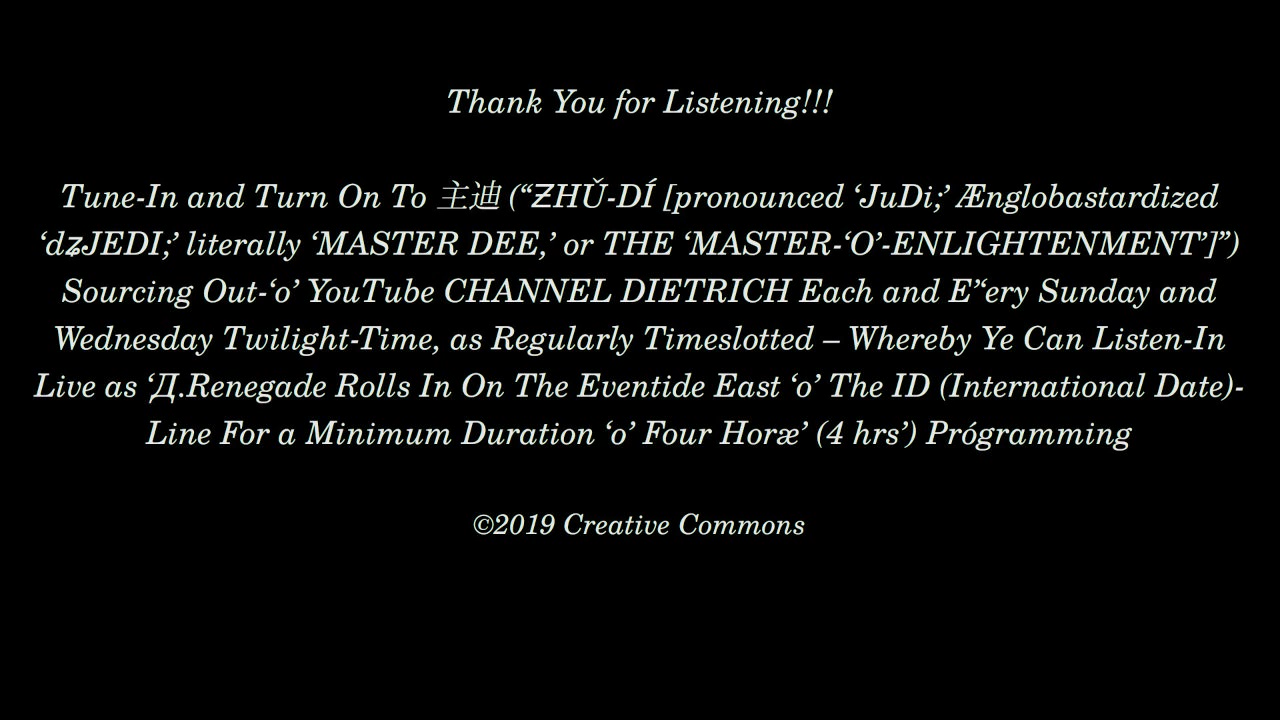 Thank You for Listening!!!
Tune-In and Turn On To 主迪 (“ƵHǓ-DÍ [pronounced ‘JuDi;’ Ænglobastardized
‘dʑJEDI;’ literally ‘MASTER DEE,’ or THE ‘MASTER-‘O’-ENLIGHTENMENT’]”)
Sourcing Out-‘o’ YouTube CHANNEL DIETRICH Each and E’‘ery Sunday and
Wednesday Twilight-Time, as Regularly Timeslotted – Whereby Ye Can Listen-In
Live as ‘Д.Renegade Rolls In On The Eventide East ‘o’ The ID (International Date)-
Line For a Minimum Duration ‘o’ Four Horæ’ (4 hrs’) Prógramming
©2019 Creative Commons